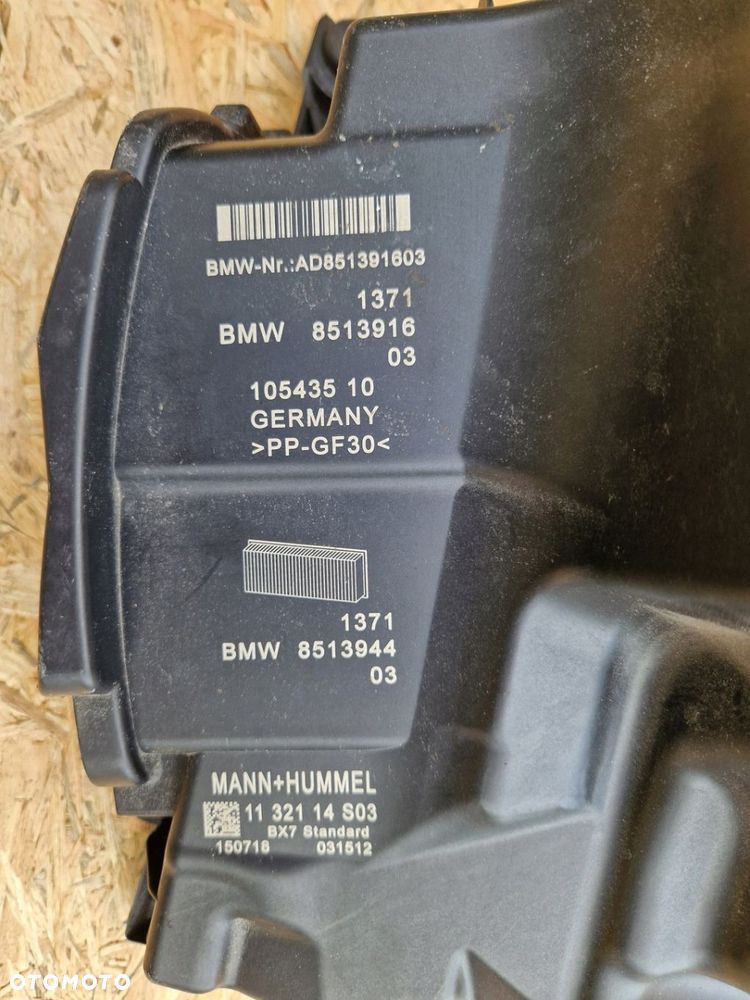 BMW-Nr.:AD851391603
1371
BMW 8513916
03
105435 10
GERMANY
>PP-GF30<
1371
BMW 8513944
03
MANN+HUMMEL
11 321 14 S03
BX7 Standard
150718 031512
OTOMOTO